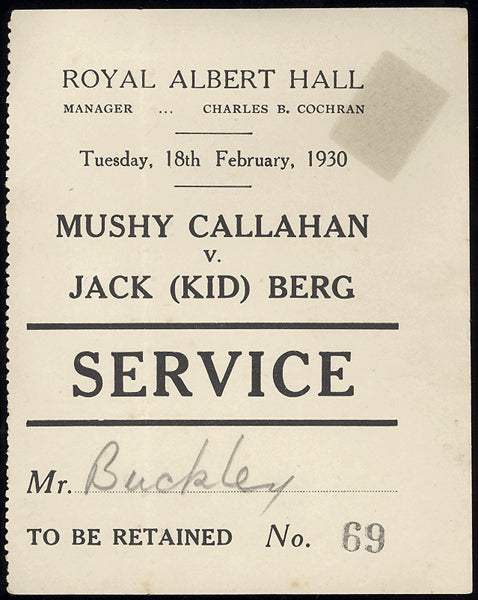 ROYAL ALBERT HALL
MANAGER ... CHARLES B. COCHRAN
Tuesday, 18th February, 1930
MUSHY CALLAHAN
V.
JACK (KID) BERG
SERVICE
Mr. Buckley
TO BE RETAINED No. 69